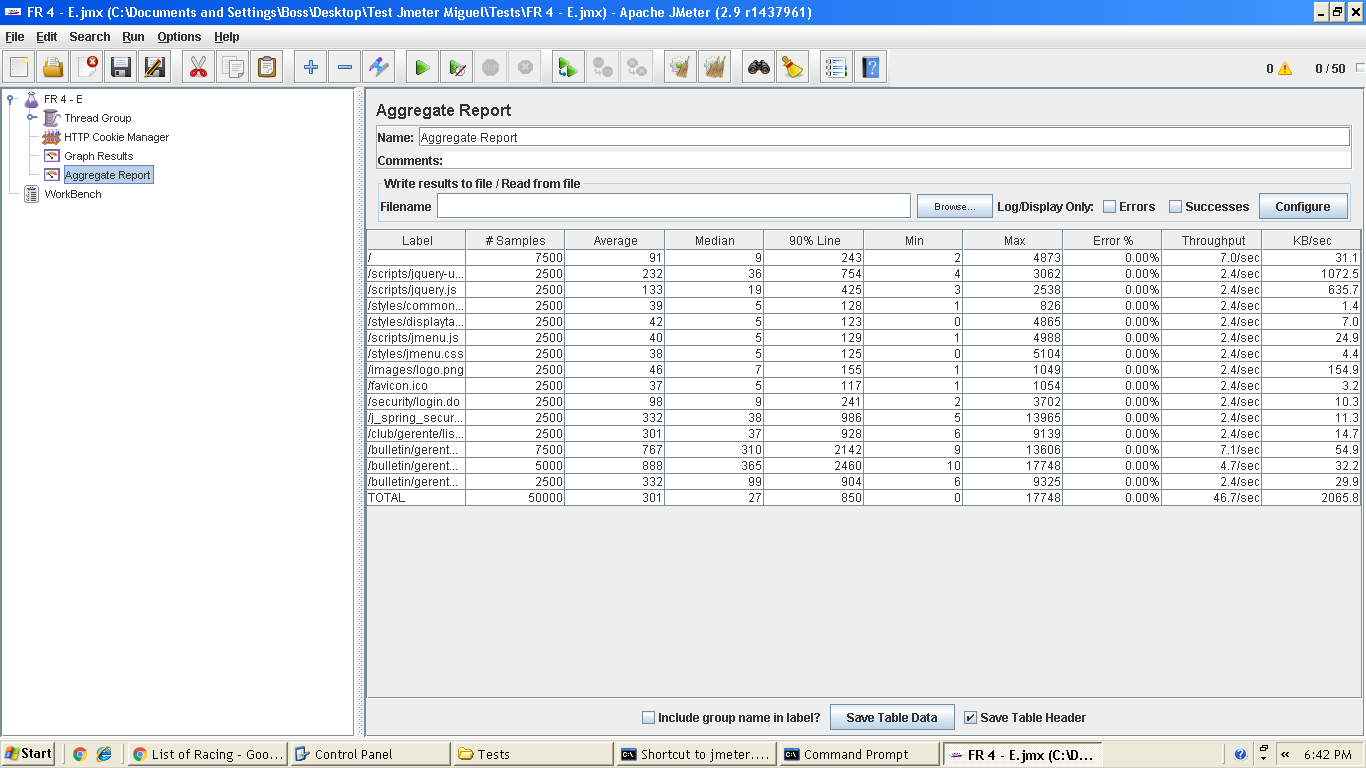 FR 4 - E.jmx (C:\Documents and Settings\Boss\Desktop\Test Jmeter Miguel\Tests\FR 4 - E.jmx) - Apache JMeter (2.9 r1437961)
File Edit Search Run Options Help
0 0 / 50
FR 4 - E
Thread Group
HTTP Cookie Manager
Graph Results
Aggregate Report
WorkBench
Aggregate Report
Name: Aggregate Report
Comments:
Write results to file / Read from file
Filename Browse... Log/Display Only: Errors Successes Configure
Label # Samples Average Median 90% Line Min Max Error % Throughput KB/sec
/ 7500 91 9 243 2 4873 0.00% 7.0/sec 31.1
/scripts/jquery-u... 2500 232 36 754 4 3062 0.00% 2.4/sec 1072.5
/scripts/jquery.js 2500 133 19 425 3 2538 0.00% 2.4/sec 635.7
/styles/common... 2500 39 5 128 1 826 0.00% 2.4/sec 1.4
/styles/displayta... 2500 42 5 123 0 4865 0.00% 2.4/sec 7.0
/scripts/jmenu.js 2500 40 5 129 1 4988 0.00% 2.4/sec 24.9
/styles/jmenu.css 2500 38 5 125 0 5104 0.00% 2.4/sec 4.4
/images/logo.png 2500 46 7 155 1 1049 0.00% 2.4/sec 154.9
/favicon.ico 2500 37 5 117 1 1054 0.00% 2.4/sec 3.2
/security/login.do 2500 98 9 241 2 3702 0.00% 2.4/sec 10.3
/j_spring_secur... 2500 332 38 986 5 13965 0.00% 2.4/sec 11.3
/club/gerente/lis... 2500 301 37 928 6 9139 0.00% 2.4/sec 14.7
/bulletin/gerent... 7500 767 310 2142 9 13606 0.00% 7.1/sec 54.9
/bulletin/gerent... 5000 888 365 2460 10 17748 0.00% 4.7/sec 32.2
/bulletin/gerent... 2500 332 99 904 6 9325 0.00% 2.4/sec 29.9
TOTAL 50000 301 27 850 0 17748 0.00% 46.7/sec 2065.8
Include group name in label? Save Table Data Save Table Header
Start List of Racing - Goo... Control Panel Tests Shortcut to jmeter.... Command Prompt FR 4 - E.jmx (C:\D... 6:42 PM